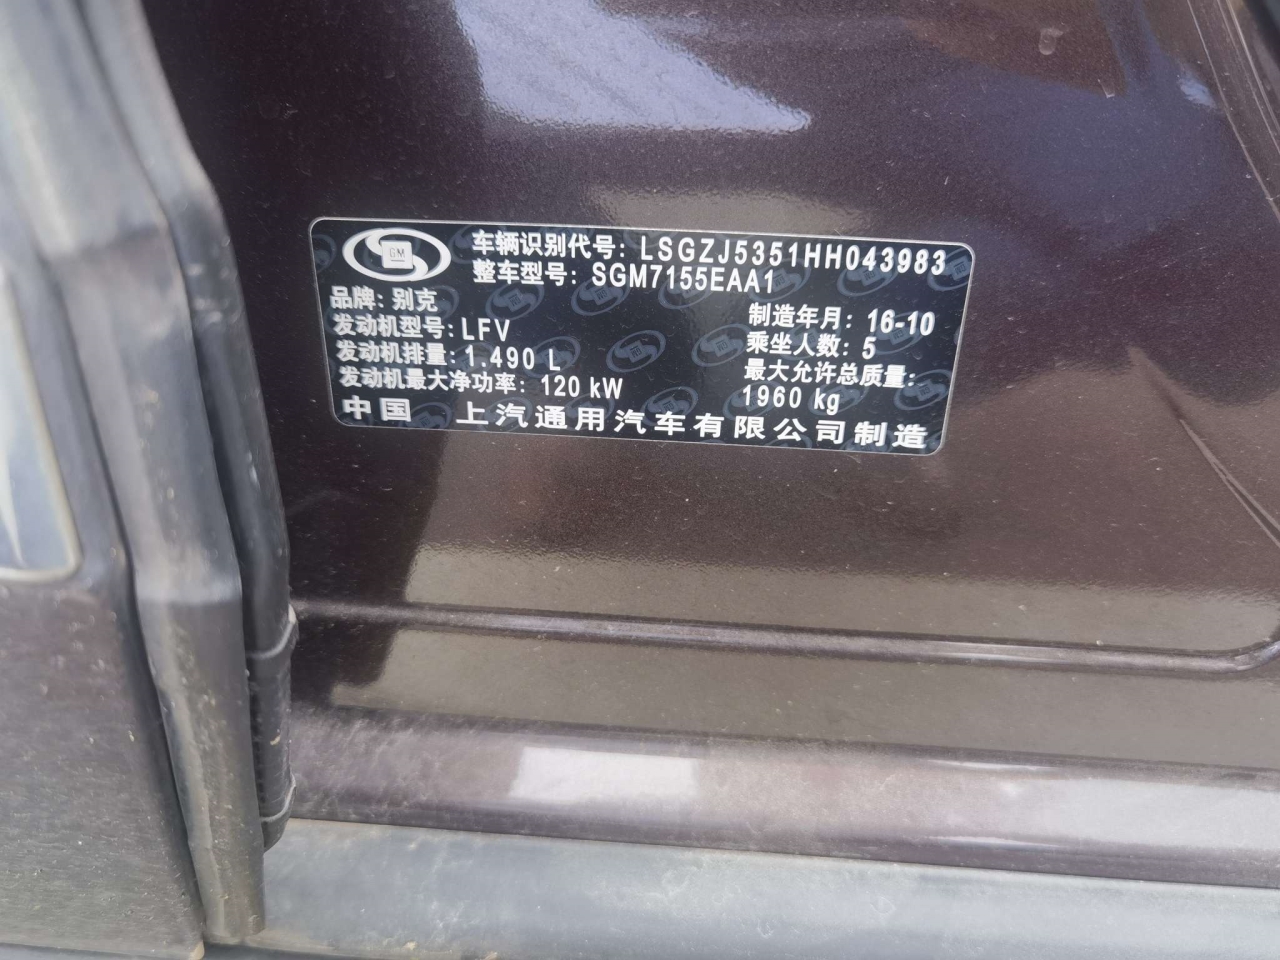 GM
车辆识别代号: LSGZJ5351HH043983
整车型号: SGM7155EAA1
品牌: 别克
发动机型号: LFV
制造年月: 16-10
发动机排量: 1.490 L
乘坐人数: 5
发动机最大净功率: 120 kW
最大允许总质量:
1960 kg
中国 上汽通用汽车有限公司制造